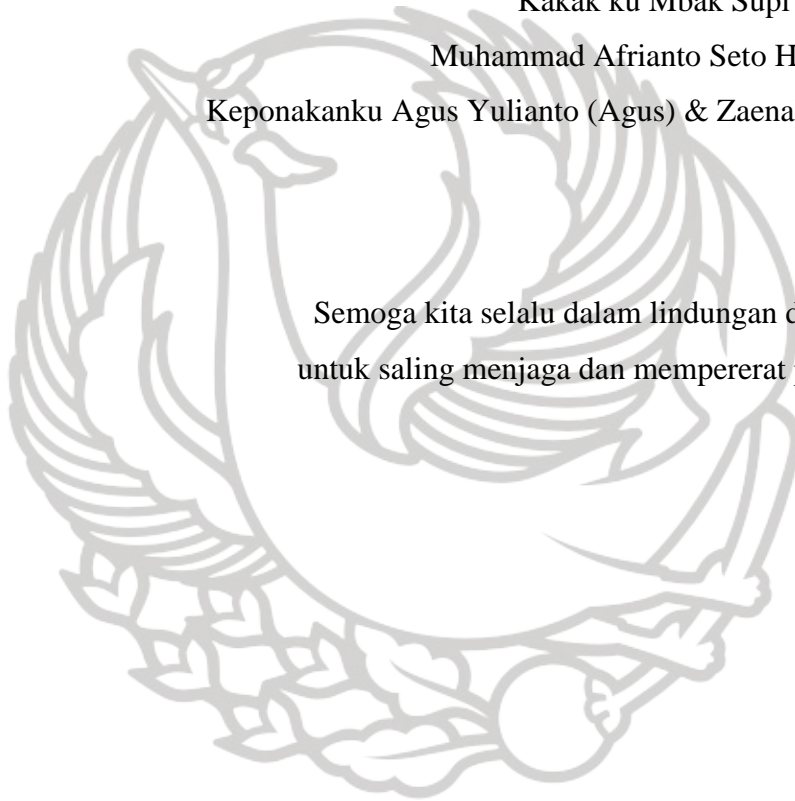 Kakak ku Mbak Supi
Muhammad Afrianto Seto H
Keponakanku Agus Yulianto (Agus) & Zaena
Semoga kita selalu dalam lindungan d
untuk saling menjaga dan mempererat